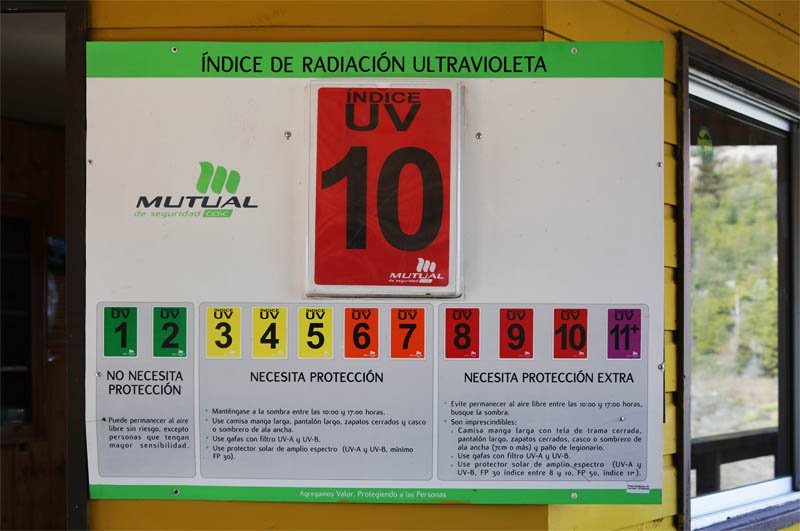 ÍNDICE DE RADIACIÓN ULTRAVIOLETA
ÍNDICE
UV
10
MUTUAL
de seguridad
MUTUAL
de seguridad CChC
UV
1
UV
2
NO NECESITA
PROTECCIÓN
Puede permanecer al aire
libre sin riesgo, excepto
personas que tengan
mayor sensibilidad.
ÍNDICE
UV
3
ÍNDICE
UV
4
ÍNDICE
UV
5
UV
6
UV
7
NECESITA PROTECCIÓN
• Manténgase a la sombra entre las 10:00 y 17:00 horas.
• Use camisa manga larga, pantalón largo, zapatos cerrados y casco
o sombrero de ala ancha.
• Use gafas con filtro UV-A y UV-B.
• Use protector solar de amplio espectro (UV-A y UV-B, mínimo
FP 30).
UV
8
UV
9
UV
10
UV
11+
NECESITA PROTECCIÓN EXTRA
• Evite permanecer al aire libre entre las 10:00 y 17:00 horas,
busque la sombra.
• Son imprescindibles:
• Camisa manga larga con tela de trama cerrada,
pantalón largo, zapatos cerrados, casco o sombrero de
ala ancha (7cm o más) y paño de legionario.
• Use gafas con filtro UV-A y UV-B.
• Use protector solar de amplio espectro (UV-A y
UV-B, FP 30 índice entre 8 y 10, FP 50, índice 11+).
Agregamos Valor, Protegiendo a las Personas